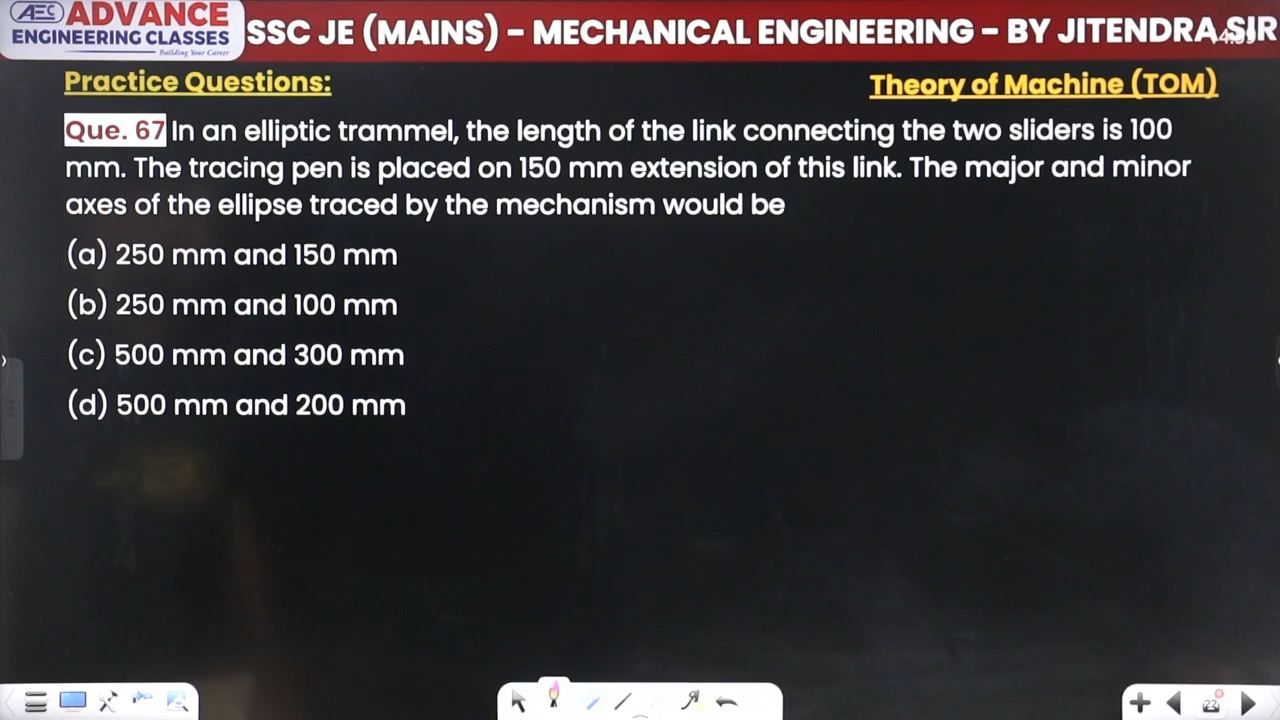 AEC ADVANCE
ENGINEERING CLASSES
Building Your Career
SSC JE (MAINS) - MECHANICAL ENGINEERING - BY JITENDRA SIR
Practice Questions:
Theory of Machine (TOM)
Que. 67 In an elliptic trammel, the length of the link connecting the two sliders is 100
mm. The tracing pen is placed on 150 mm extension of this link. The major and minor
axes of the ellipse traced by the mechanism would be
(a) 250 mm and 150 mm
(b) 250 mm and 100 mm
(c) 500 mm and 300 mm
(d) 500 mm and 200 mm